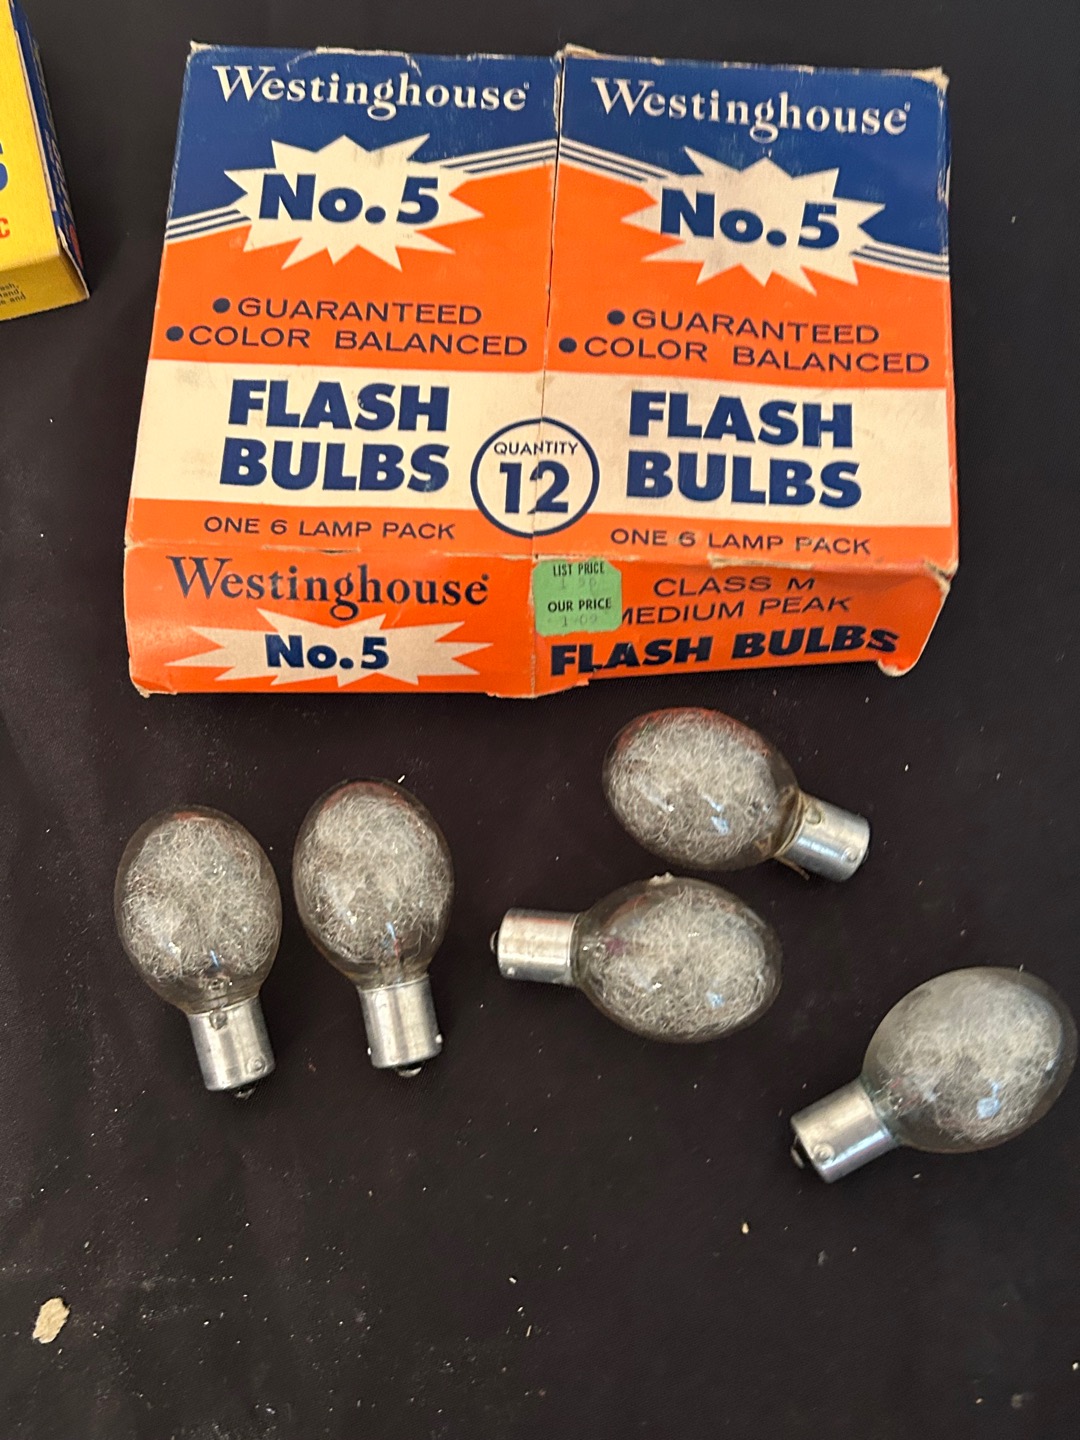 Westinghouse
No. 5
GUARANTEED
COLOR BALANCED
FLASH
BULBS
ONE 6 LAMP PACK
Westinghouse
No. 5
GUARANTEED
COLOR BALANCED
FLASH
BULBS
ONE 6 LAMP PACK
QUANTITY
12
Westinghouse
No. 5
LIST PRICE
OUR PRICE
1.09
CLASS M
MEDIUM PEAK
FLASH BULBS